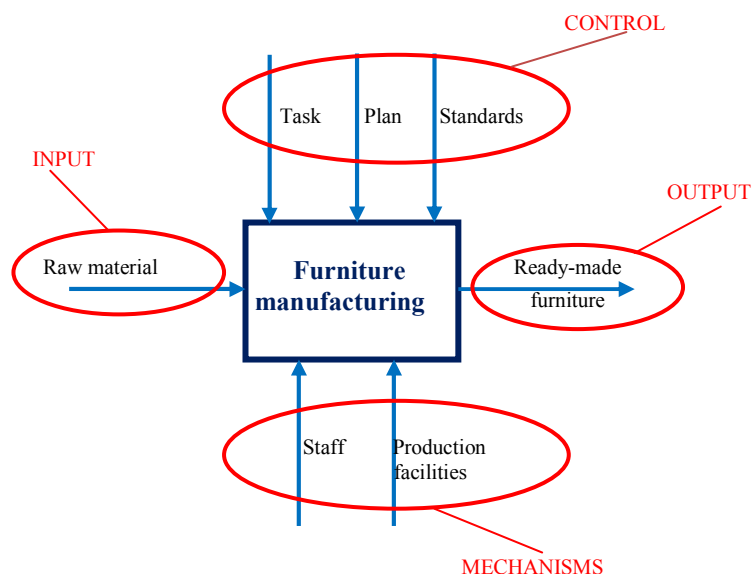 CONTROL
Task Plan Standards
INPUT
OUTPUT
Raw material
Furniture
manufacturing
Ready-made
furniture
Staff Production
facilities
MECHANISMS